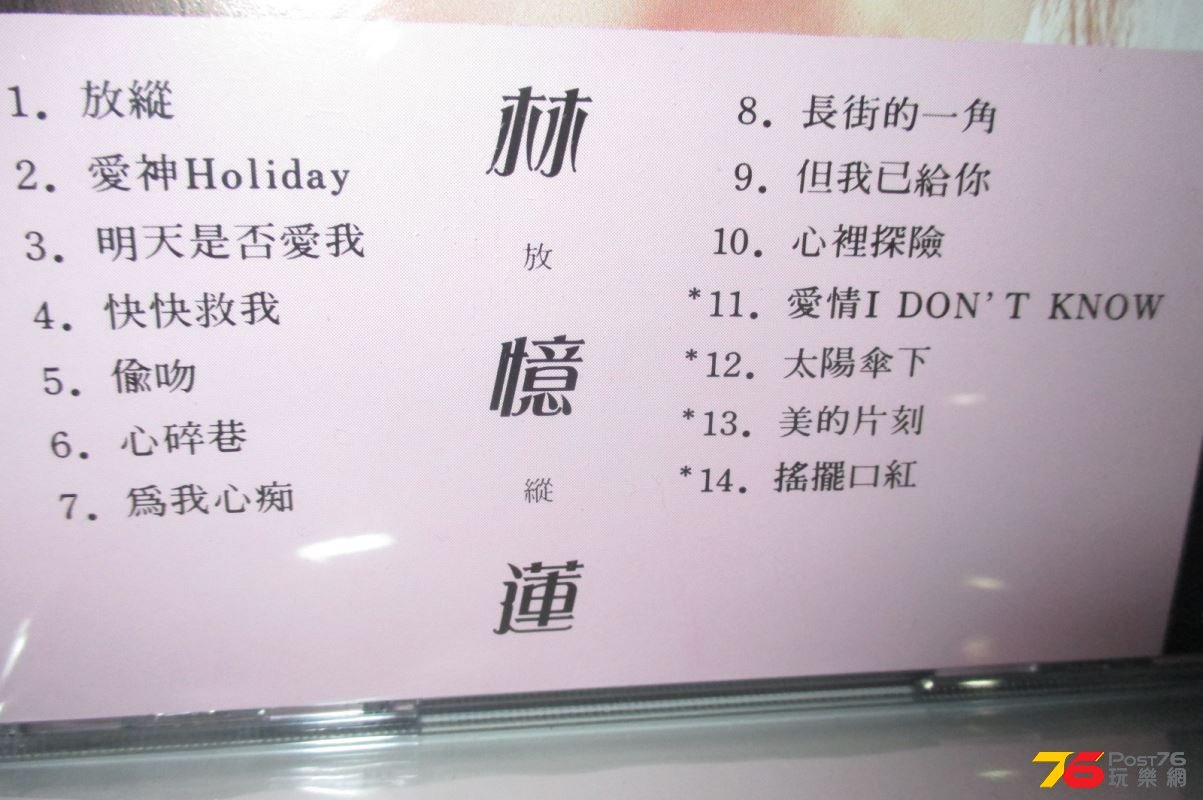 1. 放縱
2. 愛神Holiday
3. 明天是否愛我
4. 快快救我
5. 偷吻
6. 心碎巷
7. 爲我心痴
林
放
憶
縱
蓮
8. 長街的一角
9. 但我已給你
10. 心裡探險
*11. 愛情I DON'T KNOW
*12. 太陽傘下
*13. 美的片刻
*14. 搖擺口紅
76 POST76
玩樂網